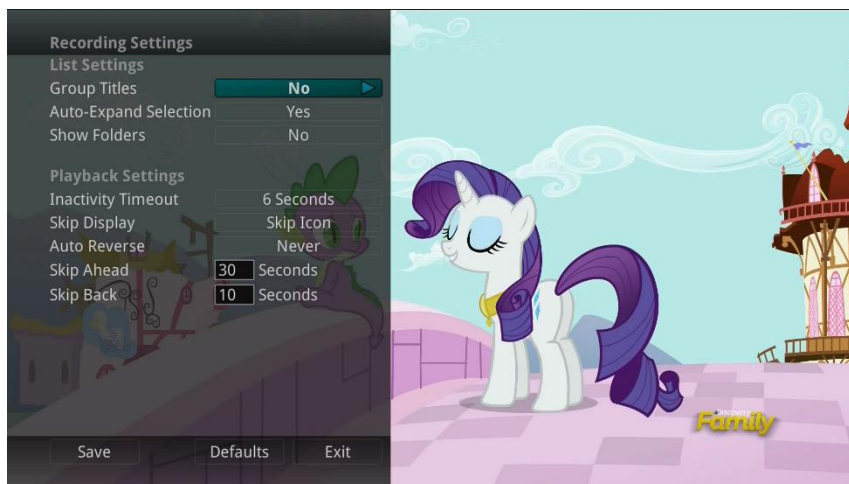 Recording Settings
List Settings
Group Titles No
Auto-Expand Selection Yes
Show Folders No
Playback Settings
Inactivity Timeout 6 Seconds
Skip Display Skip Icon
Auto Reverse Never
Skip Ahead 30 Seconds
Skip Back 10 Seconds
Save Defaults Exit
Discovery
Family